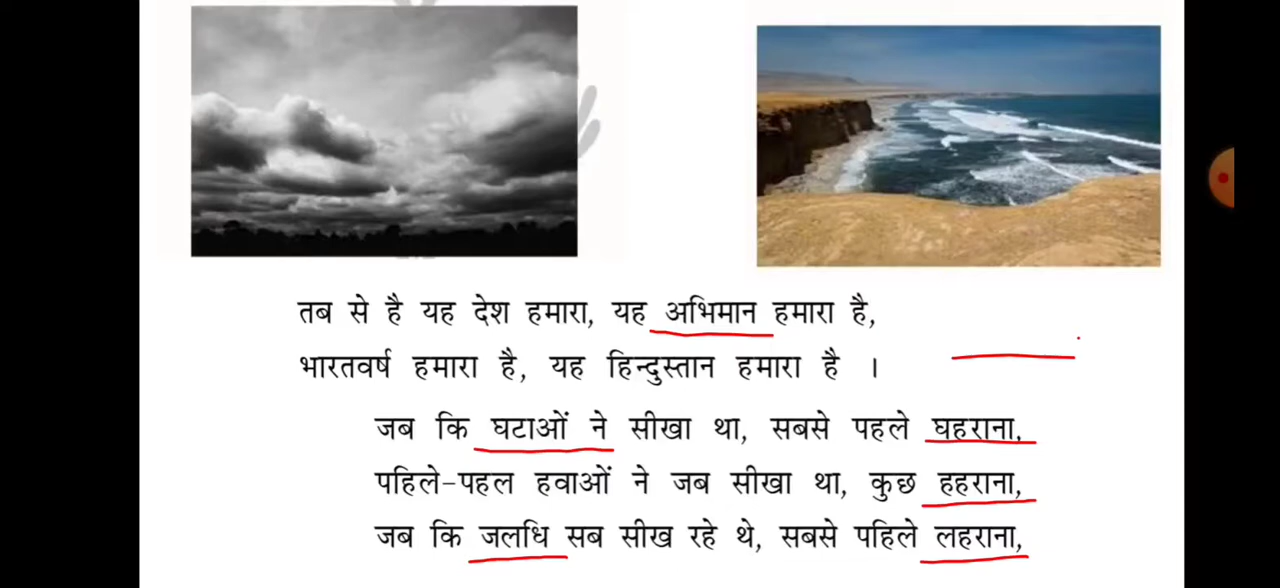 तब से है यह देश हमारा, यह अभिमान हमारा है,
भारतवर्ष हमारा है, यह हिन्दुस्तान हमारा है ।
जब कि घटाओं ने सीखा था, सबसे पहले घहराना,
पहिले-पहल हवाओं ने जब सीखा था, कुछ हहराना,
जब कि जलधि सब सीख रहे थे, सबसे पहिले लहराना,